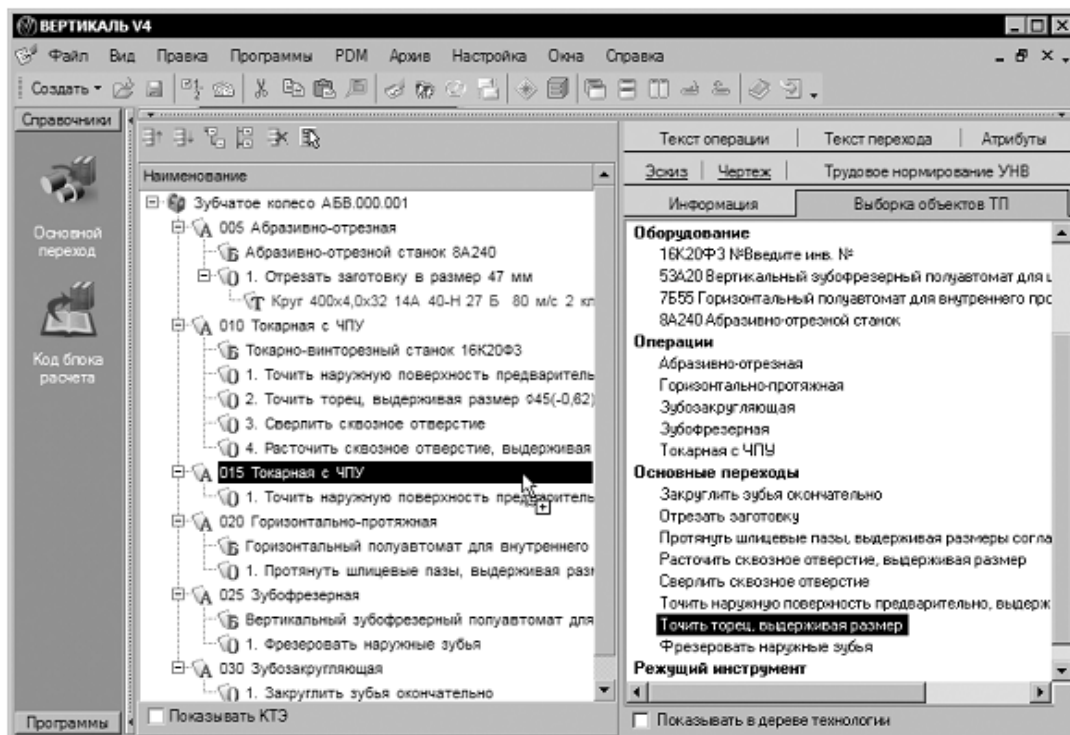 ВЕРТИКАЛЬ V4
Файл Вид Правка Программы PDM Архив Настройка Окна Справка
Создать
Справочники
Основной
переход
Код блока
расчета
Программы
Наименование
Зубчатое колесо АБВ.000.001
А 005 Абразивно-отрезная
Б Абразивно-отрезной станок 8А240
О 1. Отрезать заготовку в размер 47 мм
Т Круг 400х4,0х32 14А 40-Н 27 Б 80 м/с 2 кл
А 010 Токарная с ЧПУ
Б Токарно-винторезный станок 16К20Ф3
О 1. Точить наружную поверхность предваритель
О 2. Точить торец, выдерживая размер ⌀45(-0,62)
О 3. Сверлить сквозное отверстие
О 4. Расточить сквозное отверстие, выдерживая
А 015 Токарная с ЧПУ
О 1. Точить наружную поверхность предваритель
А 020 Горизонтально-протяжная
Б Горизонтальный полуавтомат для внутреннего
О 1. Протянуть шлицевые пазы, выдерживая разм
А 025 Зубофрезерная
Б Вертикальный зубофрезерный полуавтомат для
О 1. Фрезеровать наружные зубья
А 030 Зубозакругляющая
О 1. Закруглить зубья окончательно
Показывать КТЭ
Текст операции Текст перехода Атрибуты
Эскиз Чертеж Трудовое нормирование УНВ
Информация Выборка объектов ТП
Оборудование
16К20Ф3 №Введите инв. №
53А20 Вертикальный зубофрезерный полуавтомат для ц
7Б55 Горизонтальный полуавтомат для внутреннего про
8А240 Абразивно-отрезной станок
Операции
Абразивно-отрезная
Горизонтально-протяжная
Зубозакругляющая
Зубофрезерная
Токарная с ЧПУ
Основные переходы
Закруглить зубья окончательно
Отрезать заготовку
Протянуть шлицевые пазы, выдерживая размеры согла
Расточить сквозное отверстие, выдерживая размер
Сверлить сквозное отверстие
Точить наружную поверхность предварительно, выдерж
Точить торец, выдерживая размер
Фрезеровать наружные зубья
Режущий инструмент
Показывать в дереве технологии